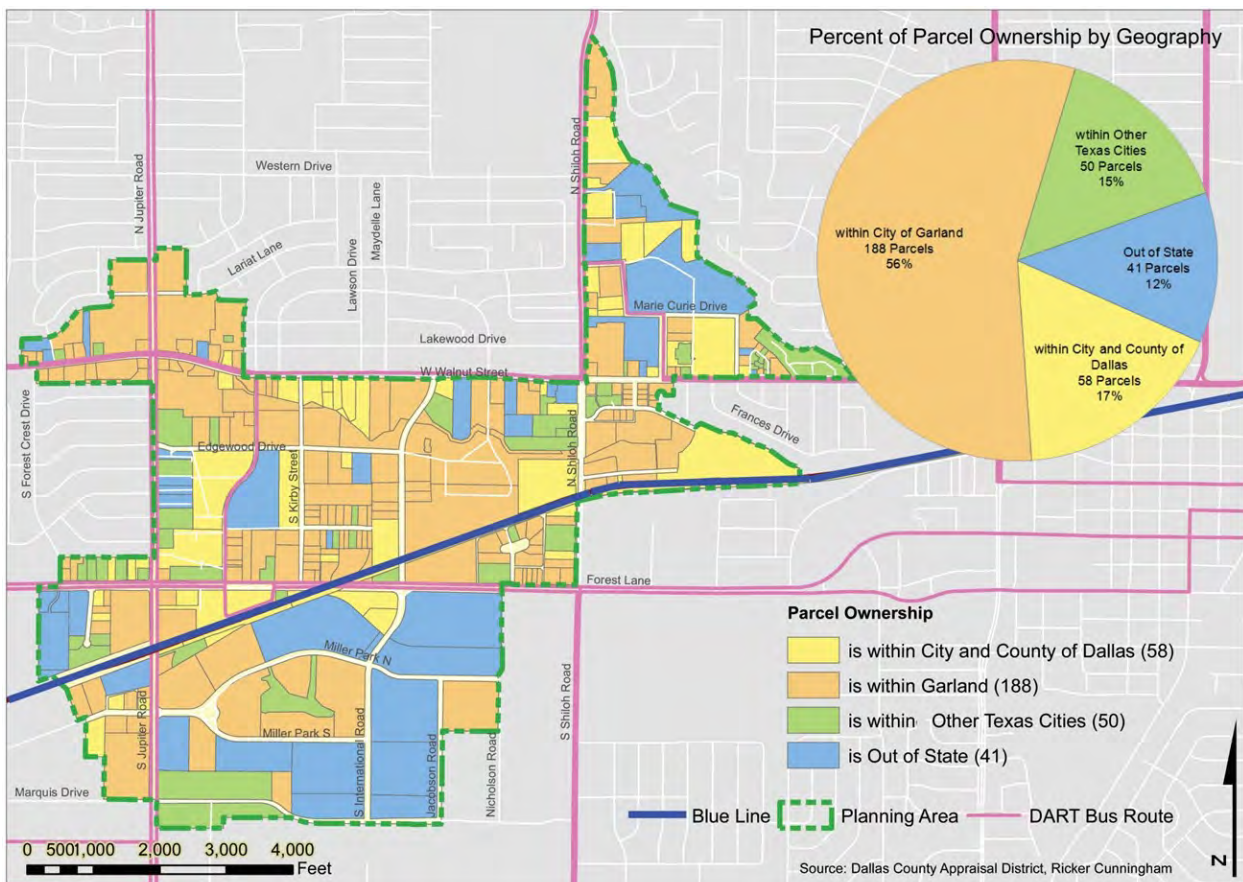 Percent of Parcel Ownership by Geography
wtihin Other
Texas Cities
50 Parcels
15%
within City of Garland
188 Parcels
56%
Out of State
41 Parcels
12%
within City and County of
Dallas
58 Parcels
17%
N Jupiter Road
Western Drive
N Shiloh Road
Maydelle Lane
Lariat Lane
Lawson Drive
Marie Curie Drive
Lakewood Drive
W Walnut Street
S Forest Crest Drive
Frances Drive
Edgewood Drive
S Kirby Street
N Shiloh Road
Forest Lane
Miller Park N
Miller Park S
S Jupiter Road
S International Road
Jacobson Road
Nicholson Road
S Shiloh Road
Marquis Drive
Parcel Ownership
is within City and County of Dallas (58)
is within Garland (188)
is within Other Texas Cities (50)
is Out of State (41)
Blue Line Planning Area DART Bus Route
0 500 1,000 2,000 3,000 4,000
Feet
Source: Dallas County Appraisal District, Ricker Cunningham
N